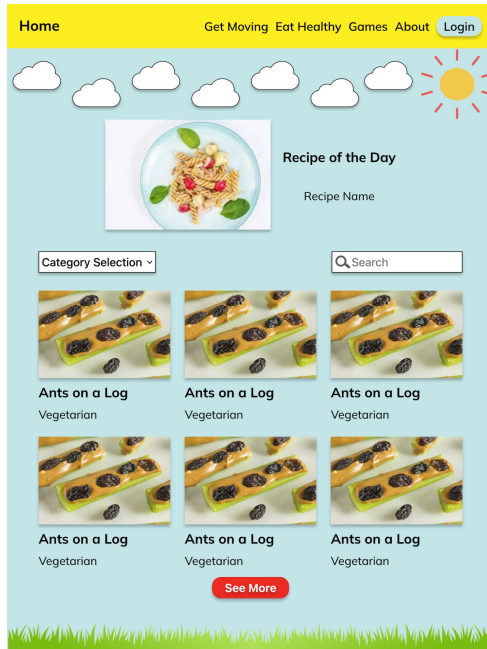 Home Get Moving Eat Healthy Games About Login
Recipe of the Day
Recipe Name
Category Selection
Search
Ants on a Log Ants on a Log Ants on a Log
Vegetarian Vegetarian Vegetarian
Ants on a Log Ants on a Log Ants on a Log
Vegetarian Vegetarian Vegetarian
See More